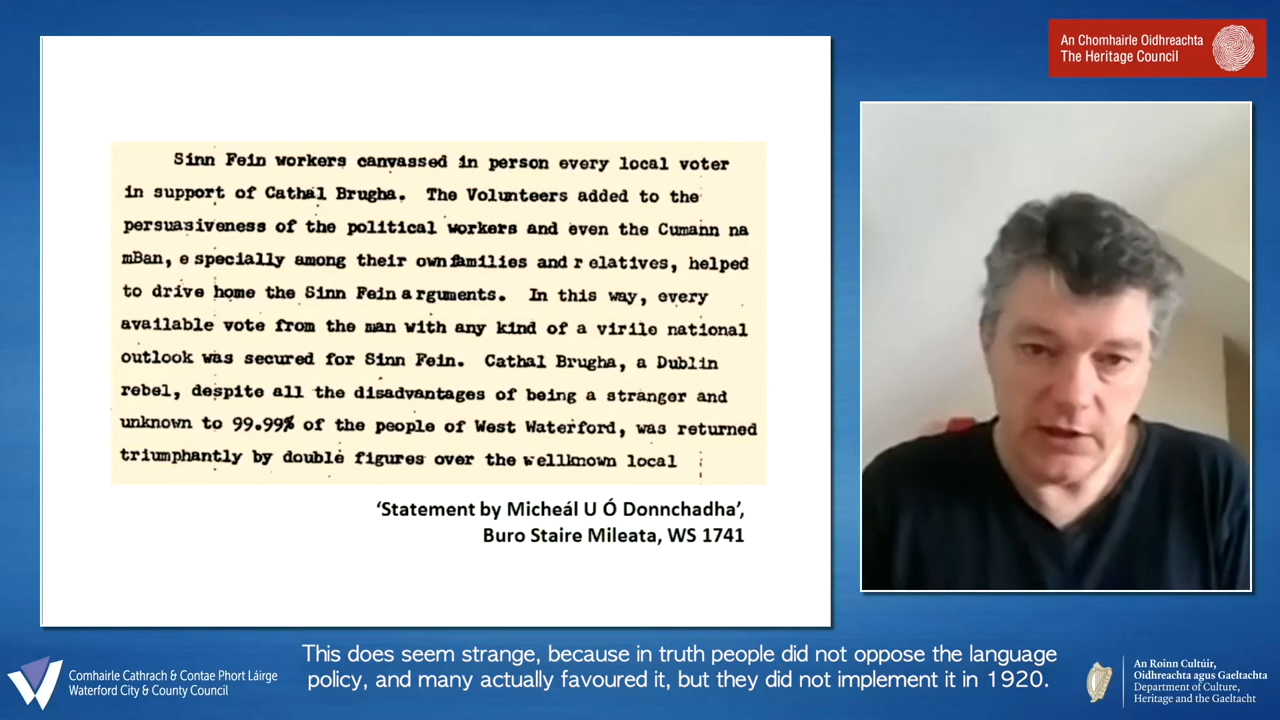 An Chomhairle Oidhreachta
The Heritage Council
Sinn Fein workers canvassed in person every local voter
in support of Cathal Brugha. The Volunteers added to the
persuasiveness of the political workers and even the Cumann na
mBan, e specially among their own families and r elatives, helped
to drive home the Sinn Fein a rguments. In this way, every
available vote from the man with any kind of a virile national
outlook was secured for Sinn Fein. Cathal Brugha, a Dublin
rebel, despite all the disadvantages of being a stranger and
unknown to 99.99% of the people of West Waterford, was returned
triumphantly by double figures over the wellknown local
‘Statement by Micheál U Ó Donnchadha’,
Buro Staire Mileata, WS 1741
This does seem strange, because in truth people did not oppose the language
policy, and many actually favoured it, but they did not implement it in 1920.
Comhairle Cathrach & Contae Phort Láirge
Waterford City & County Council
An Roinn Cultúir,
Oidhreachta agus Gaeltachta
Department of Culture,
Heritage and the Gaeltacht